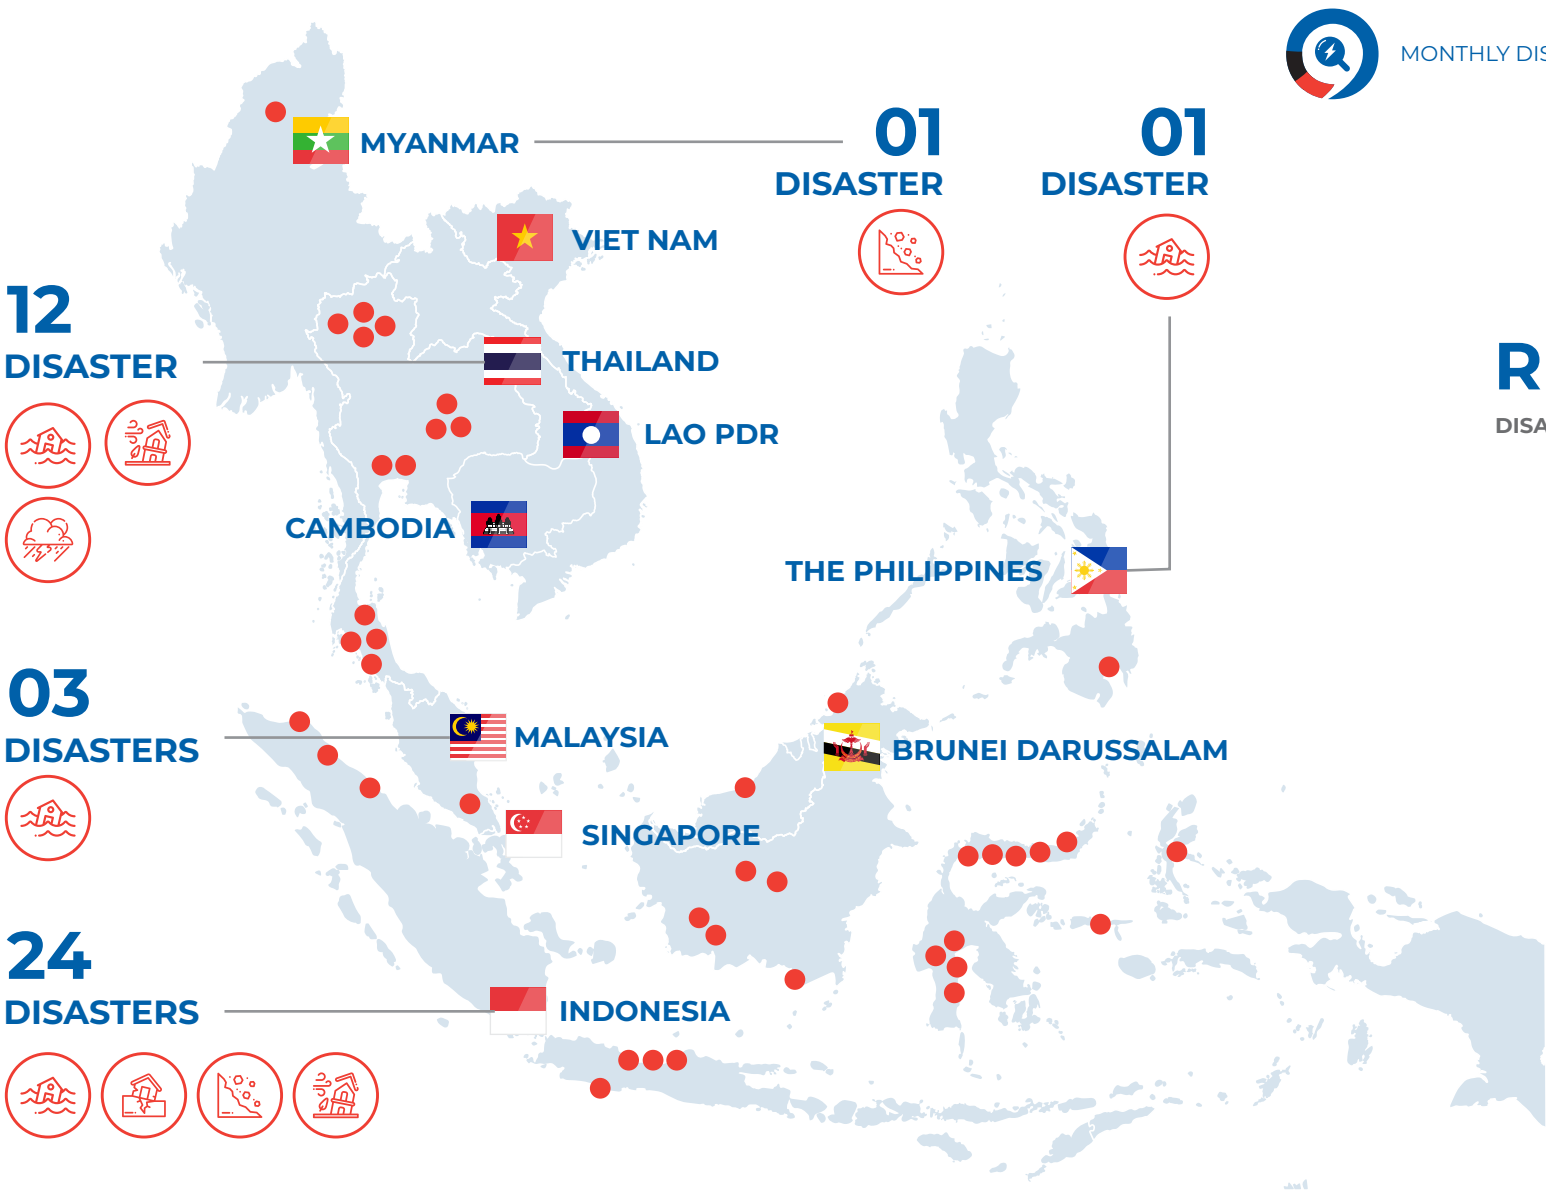 MONTHLY DIS
01
DISASTER
01
DISASTER
MYANMAR
VIET NAM
12
DISASTER
THAILAND
R
DISA
LAO PDR
CAMBODIA
THE PHILIPPINES
03
DISASTERS
MALAYSIA
BRUNEI DARUSSALAM
SINGAPORE
24
DISASTERS
INDONESIA